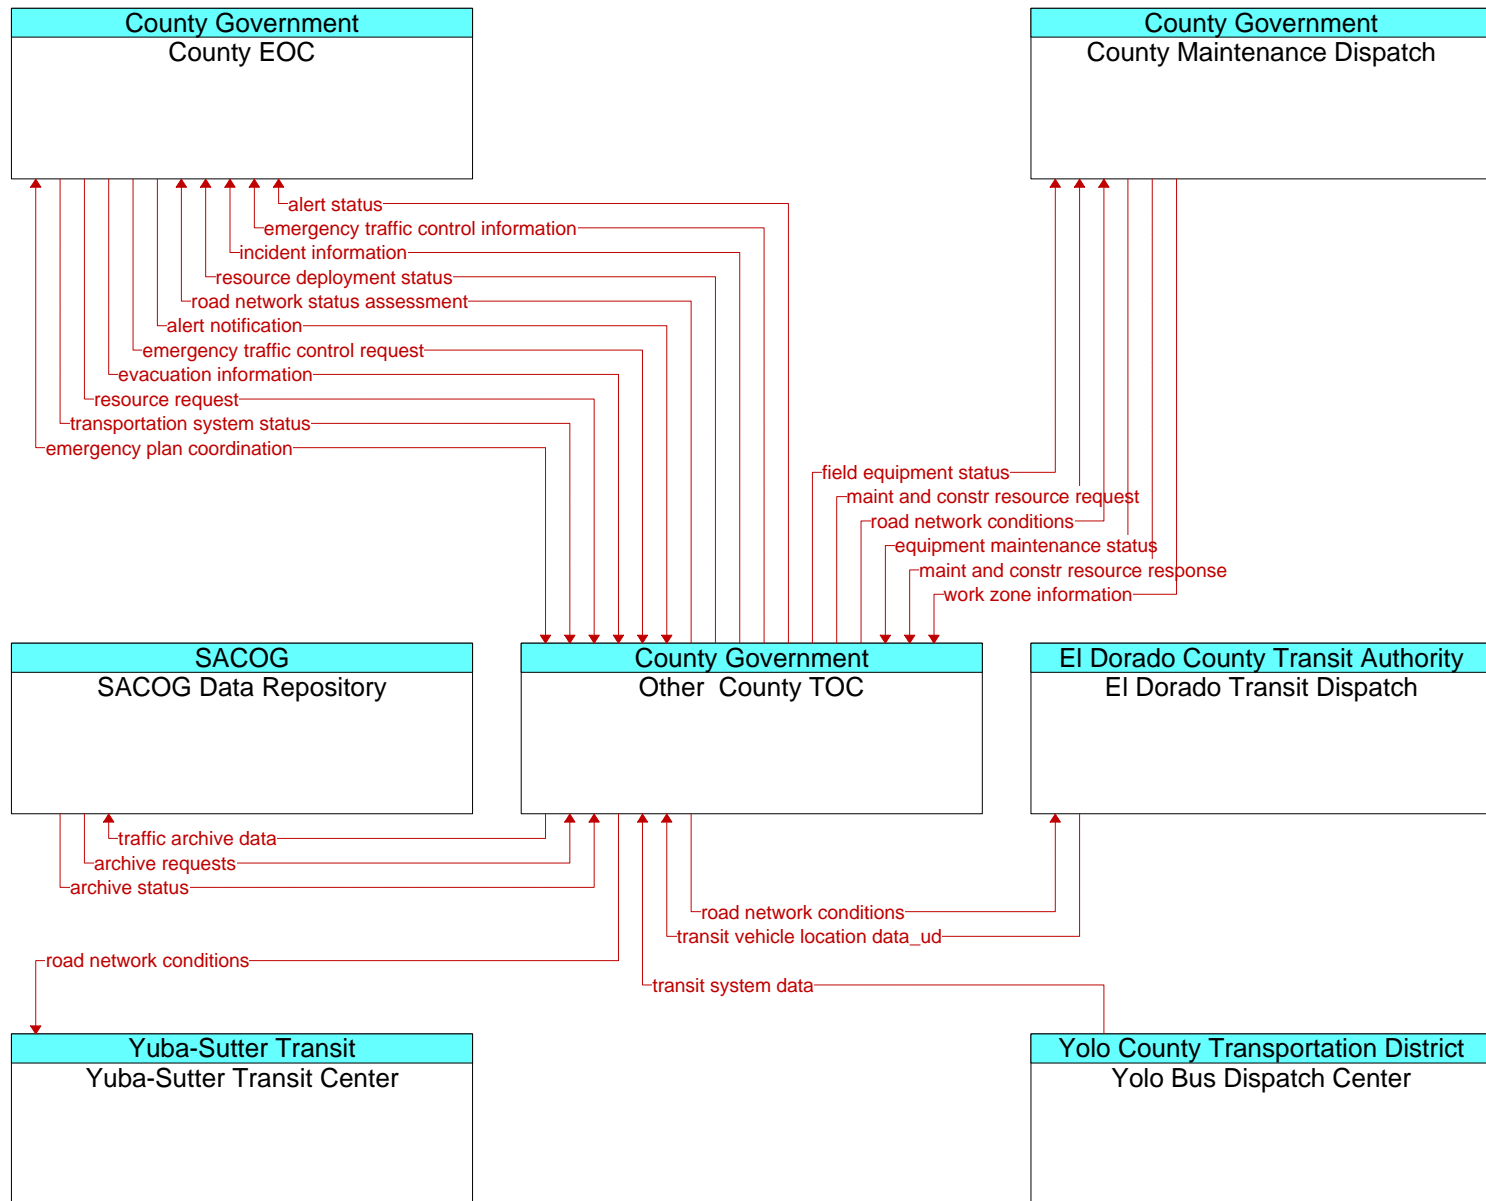 County Government
County EOC
County Government
County Maintenance Dispatch
alert status
emergency traffic control information
incident information
resource deployment status
road network status assessment
alert notification
emergency traffic control request
evacuation information
resource request
transportation system status
emergency plan coordination
field equipment status
maint and constr resource request
road network conditions
equipment maintenance status
maint and constr resource response
work zone information
SACOG
SACOG Data Repository
County Government
Other  County TOC
El Dorado County Transit Authority
El Dorado Transit Dispatch
traffic archive data
archive requests
archive status
road network conditions
transit vehicle location data_ud
road network conditions
transit system data
Yuba-Sutter Transit
Yuba-Sutter Transit Center
Yolo County Transportation District
Yolo Bus Dispatch Center